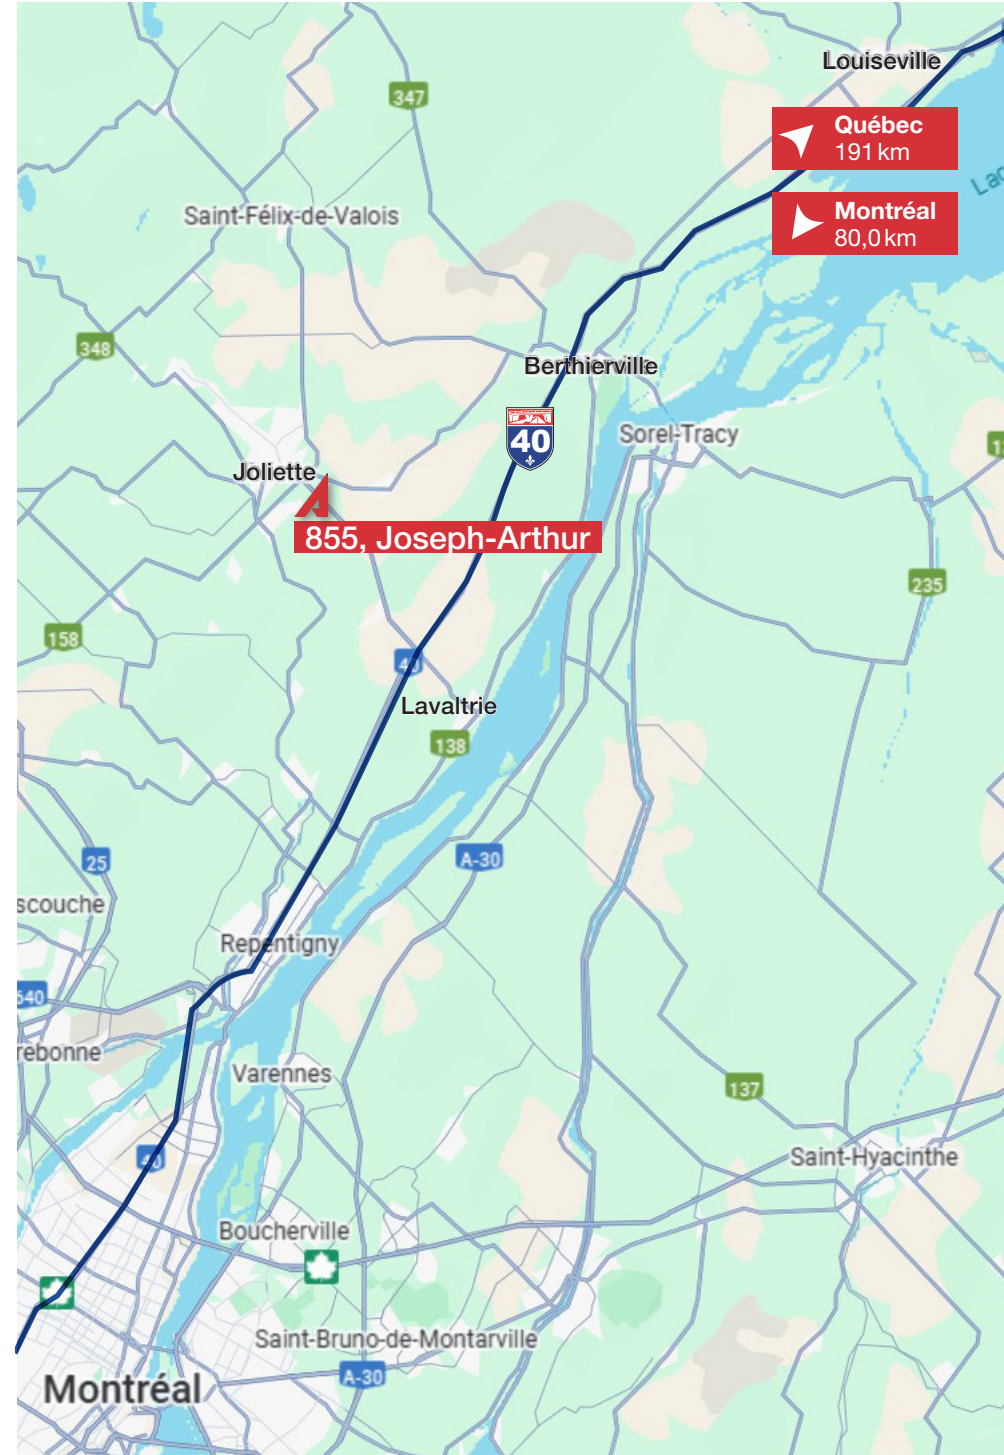 Louiseville
347
Québec
191 km
Lac
Montréal
80,0 km
Saint-Félix-de-Valois
348
Berthierville
40
Sorel-Tracy
Joliette
855, Joseph-Arthur
235
158
40
Lavaltrie
138
25
A-30
scouche
Repentigny
640
rebonne
Varennes
137
40
Saint-Hyacinthe
Boucherville
Saint-Bruno-de-Montarville
A-30
Montréal